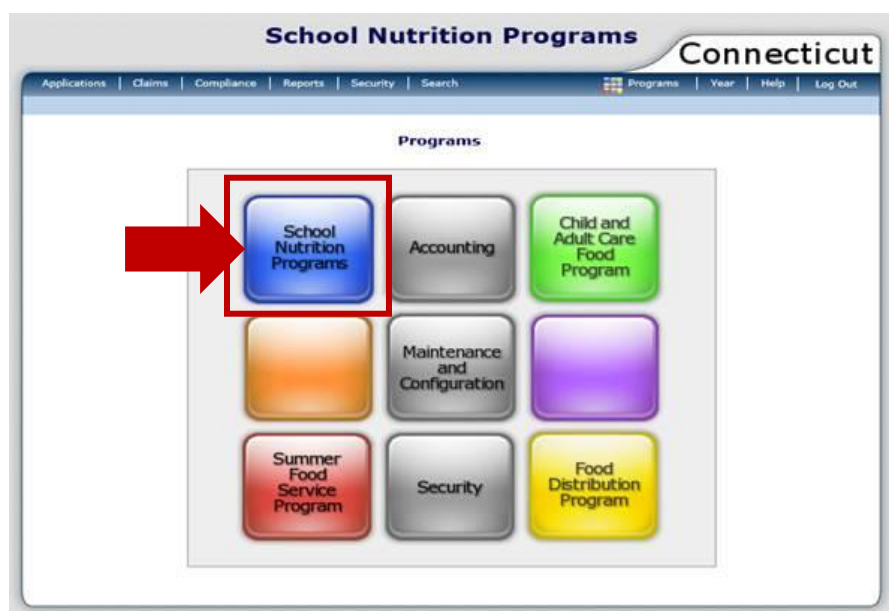 School Nutrition Programs
Connecticut
Applications | Claims | Compliance | Reports | Security | Search
Programs | Year | Help | Log Out
Programs
School
Nutrition
Programs
Accounting
Child and
Adult Care
Food
Program
Maintenance
and
Configuration
Summer
Food
Service
Program
Security
Food
Distribution
Program